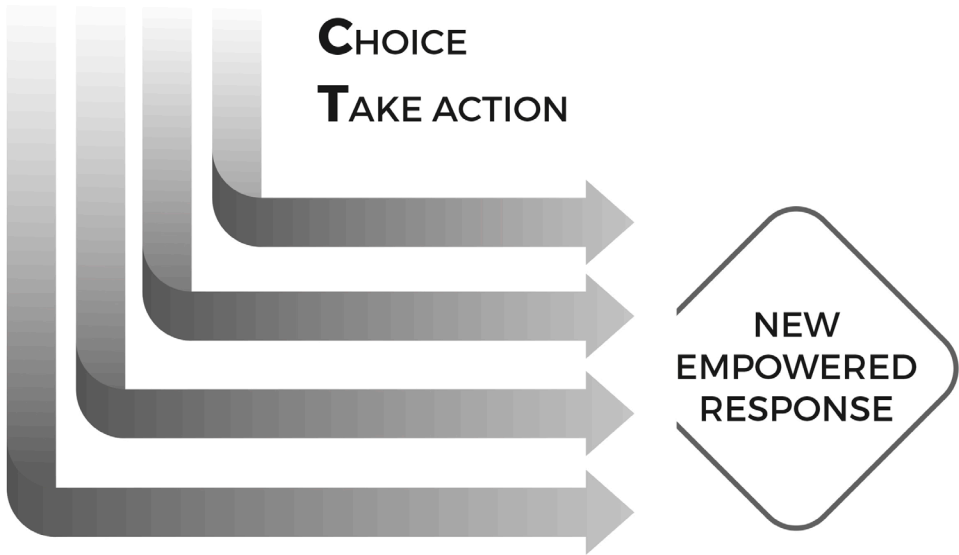 CHOICE
TAKE ACTION
NEW
EMPOWERED
RESPONSE